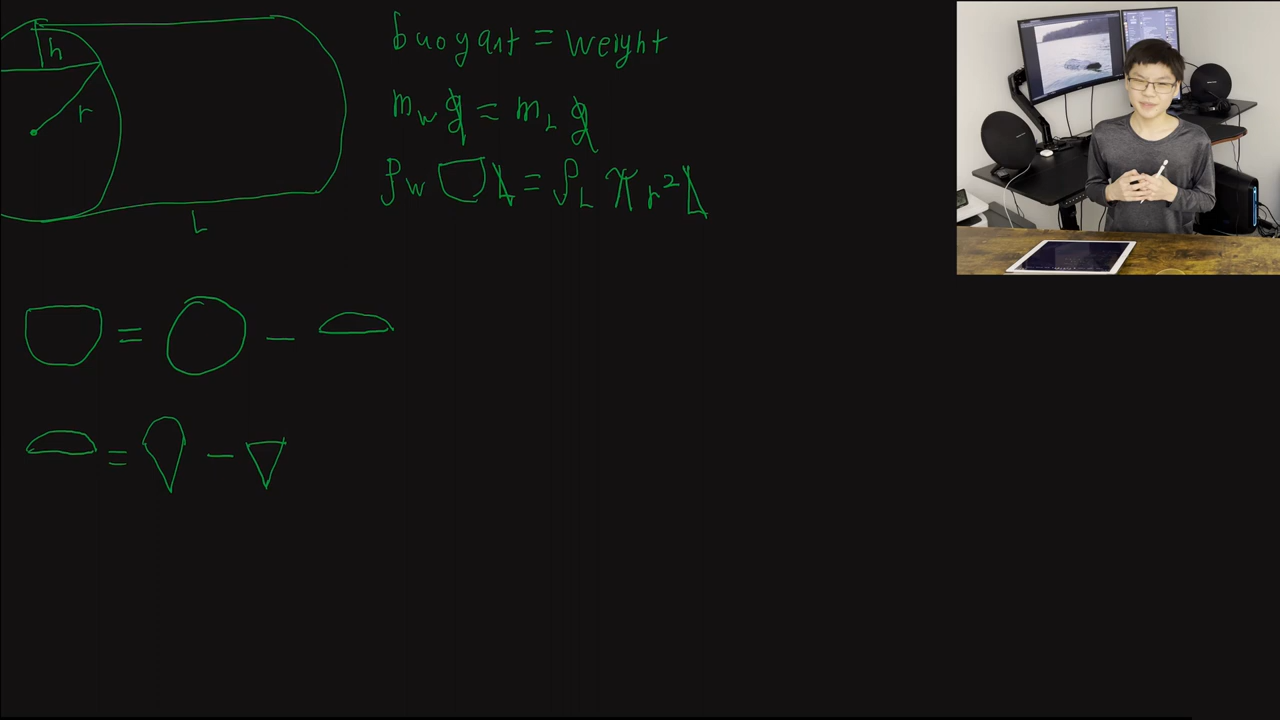 h
r
L
buoyant = weight
m_w g = m_L g
ρ_w L = ρ_L π r² L
= -
= -